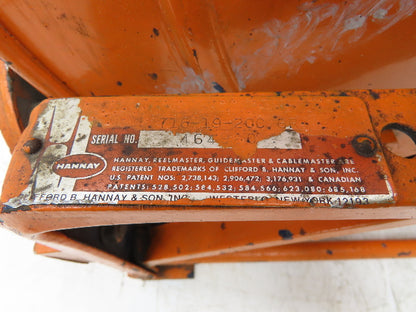 SERIAL NO.
HANNAY
HANNAY, REELMASTER, GUIDEMASTER & CABLEMASTER ARE
REGISTERED TRADEMARKS OF CLIFFORD B. HANNAY & SON, INC.
U.S PATENT NOS: 2,738,143; 2,906,472; 3,176,931 & CANADIAN
PATENTS: 528,502; 564,532; 584,566; 623,080; 685,168
FFORD B. HANNAY & SON, INC. WESTERLO, NEW YORK 12193